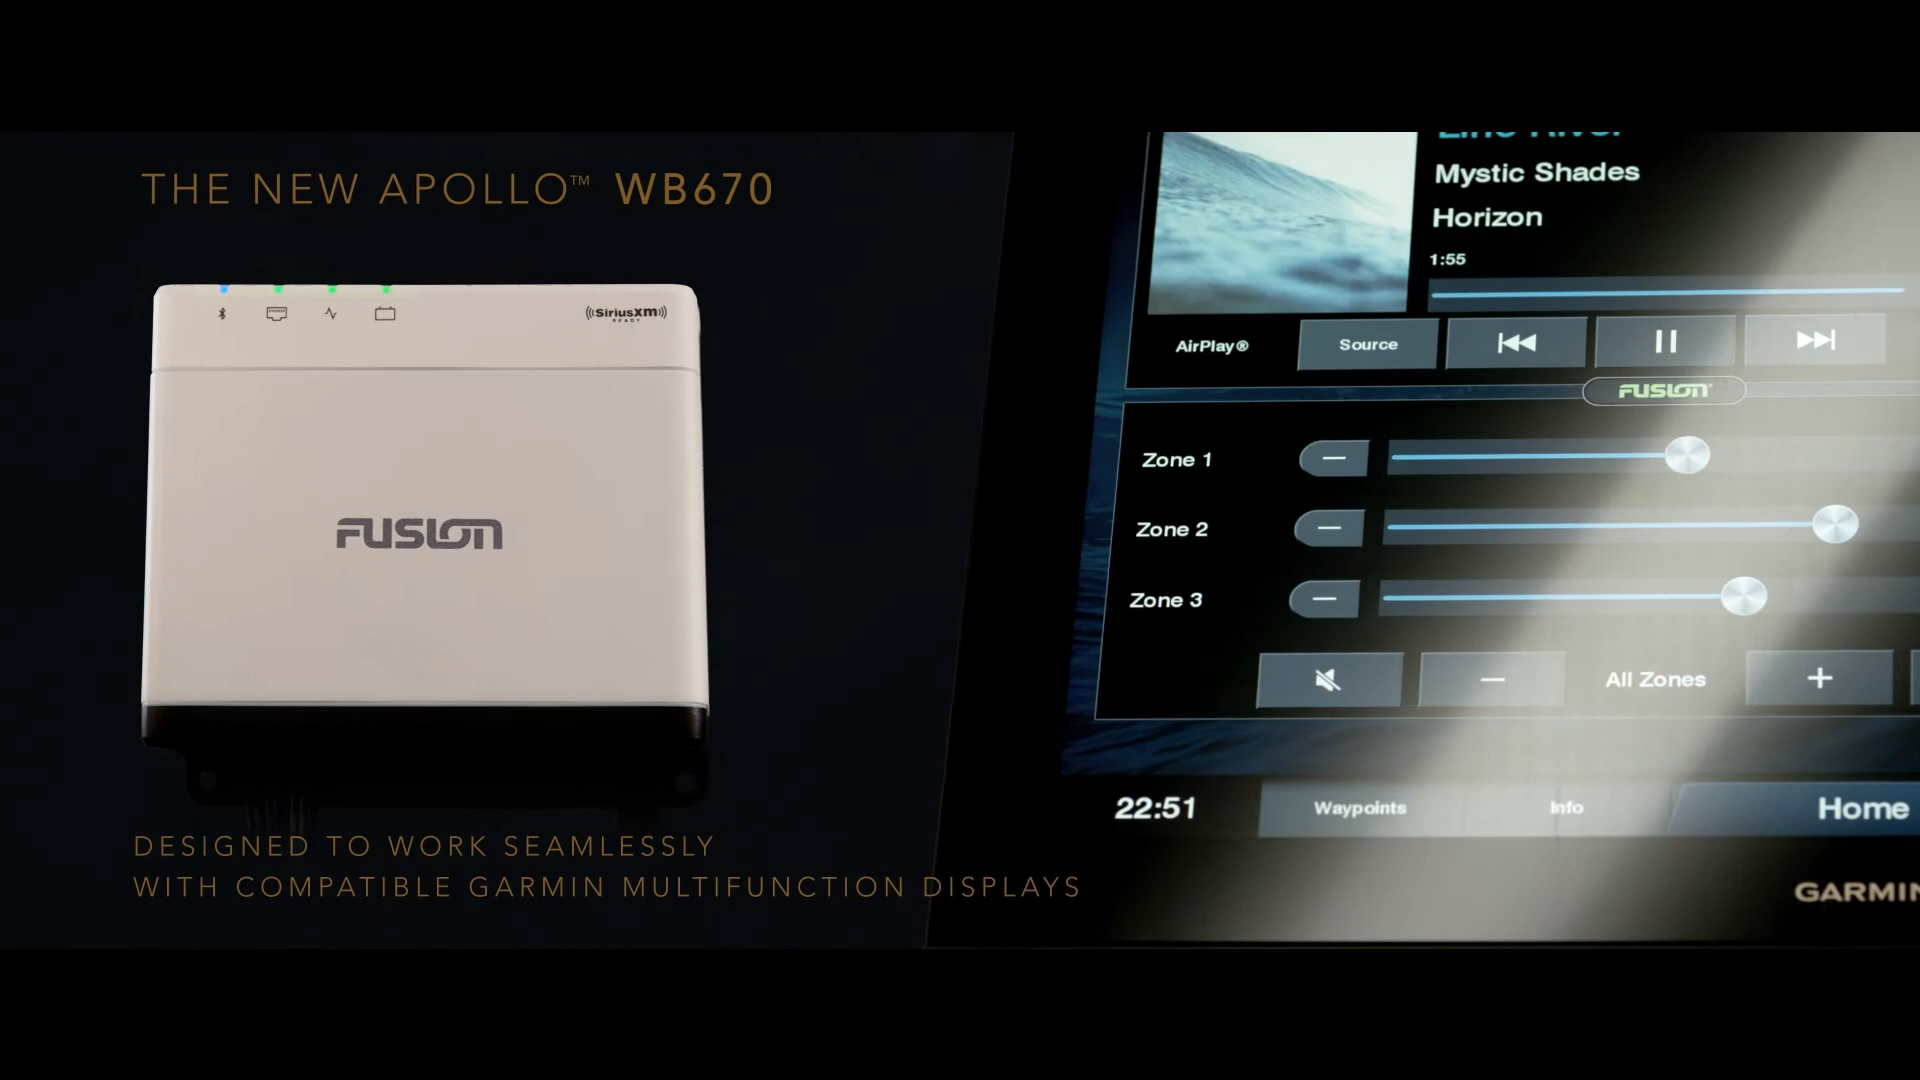 THE NEW APOLLO™ WB670
((SiriusXM))
READY
FUSION
DESIGNED TO WORK SEAMLESSLY
WITH COMPATIBLE GARMIN MULTIFUNCTION DISPLAYS
Mystic Shades
Horizon
1:55
AirPlay®
Source
FUSION
Zone 1
Zone 2
Zone 3
All Zones
22:51
Waypoints
Info
Home
GARMIN